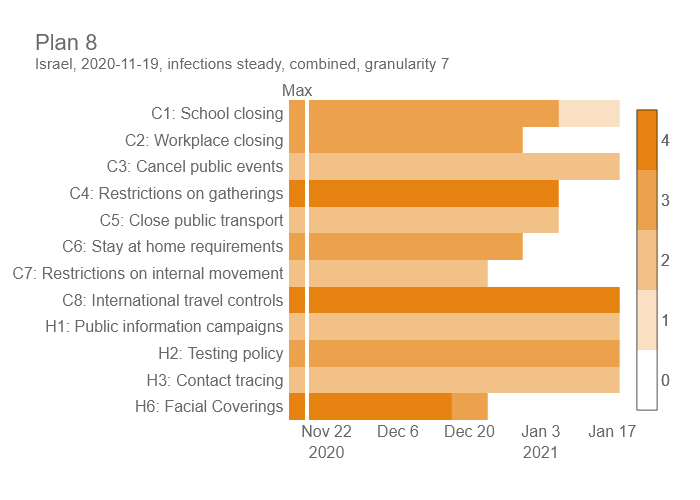 Plan 8
Israel, 2020-11-19, infections steady, combined, granularity 7
Max
C1: School closing
C2: Workplace closing
C3: Cancel public events
C4: Restrictions on gatherings
C5: Close public transport
C6: Stay at home requirements
C7: Restrictions on internal movement
C8: International travel controls
H1: Public information campaigns
H2: Testing policy
H3: Contact tracing
H6: Facial Coverings
Nov 22 Dec 6 Dec 20 Jan 3 Jan 17
2020 2021
4
3
2
1
0